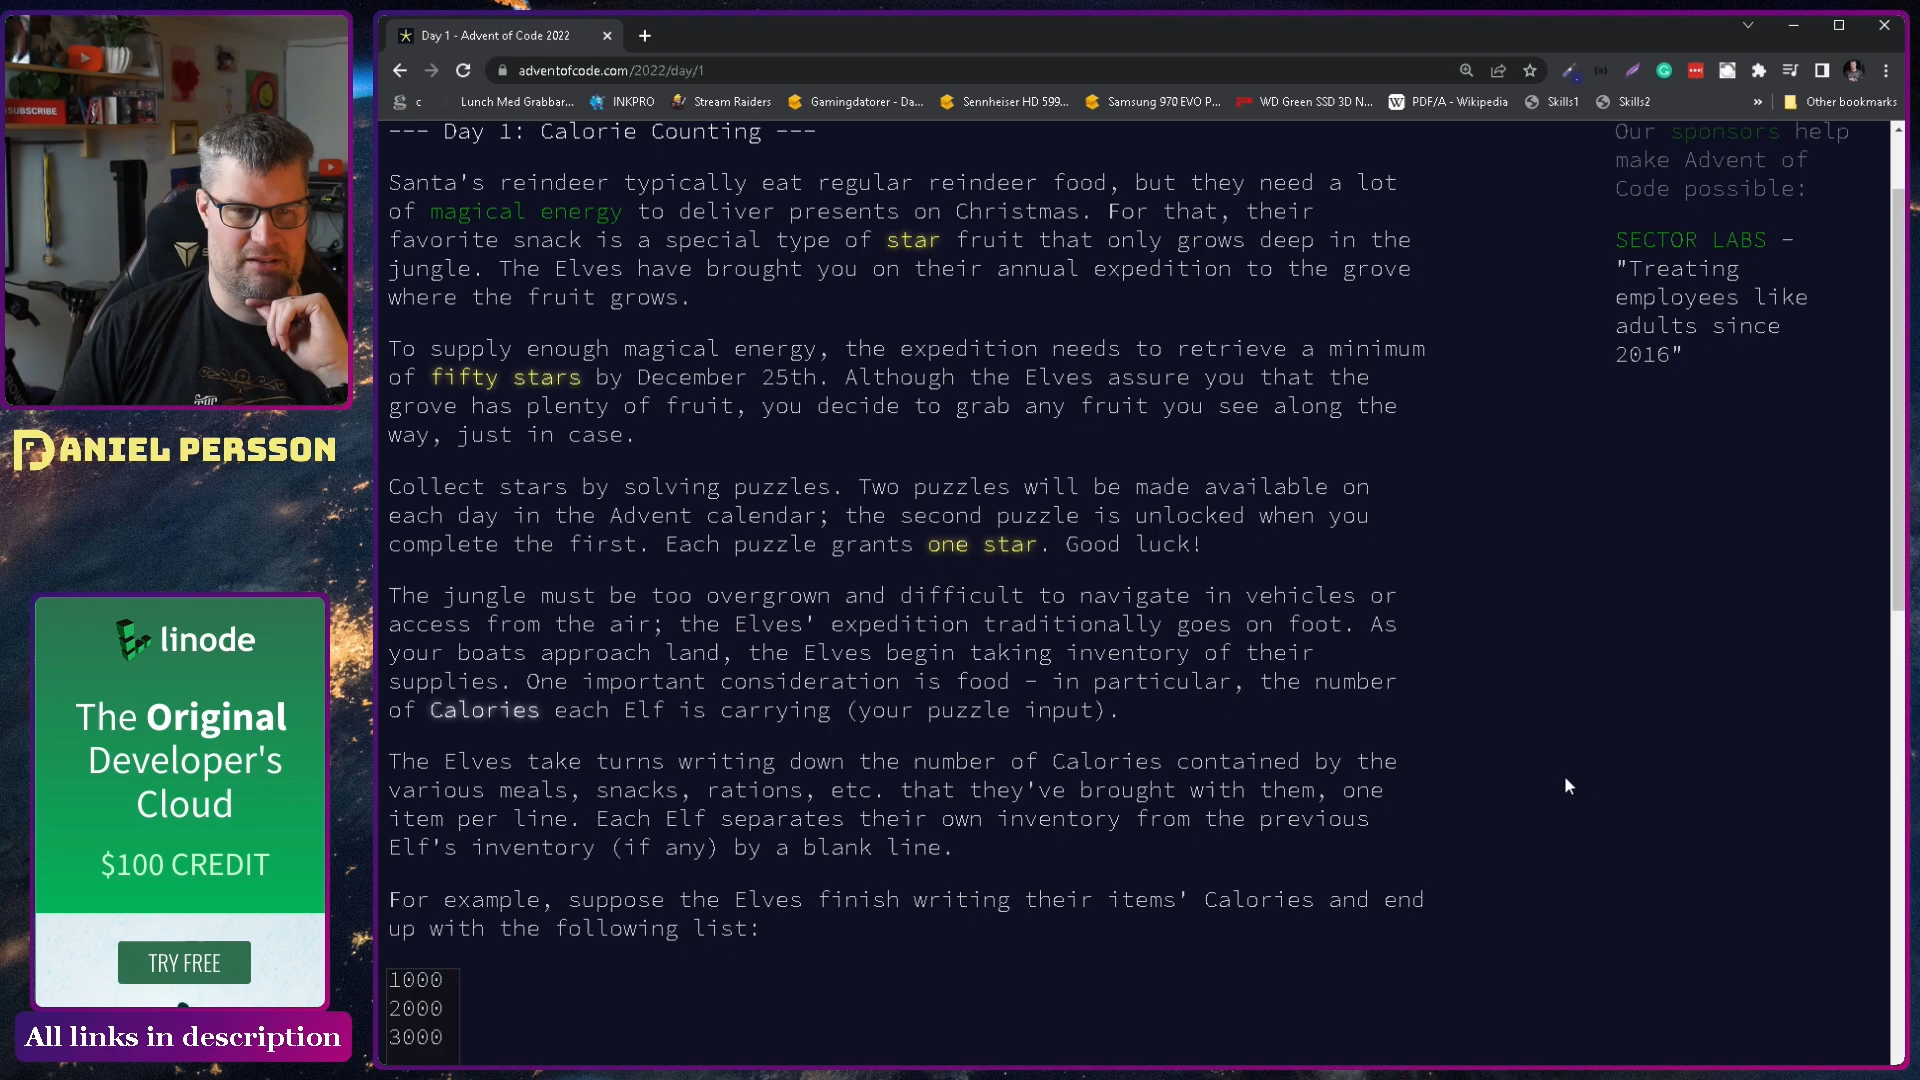 Day 1 - Advent of Code 2022
adventofcode.com/2022/day/1
c
Lunch Med Grabbar...
INKPRO
Stream Raiders
Gamingdatorer - Da...
Sennheiser HD 599...
Samsung 970 EVO P...
WD Green SSD 3D N...
W PDF/A - Wikipedia
Skills1
Skills2
»
Other bookmarks
--- Day 1: Calorie Counting ---
Santa's reindeer typically eat regular reindeer food, but they need a lot
of magical energy to deliver presents on Christmas. For that, their
favorite snack is a special type of star fruit that only grows deep in the
jungle. The Elves have brought you on their annual expedition to the grove
where the fruit grows.
To supply enough magical energy, the expedition needs to retrieve a minimum
of fifty stars by December 25th. Although the Elves assure you that the
grove has plenty of fruit, you decide to grab any fruit you see along the
way, just in case.
Collect stars by solving puzzles. Two puzzles will be made available on
each day in the Advent calendar; the second puzzle is unlocked when you
complete the first. Each puzzle grants one star. Good luck!
The jungle must be too overgrown and difficult to navigate in vehicles or
access from the air; the Elves' expedition traditionally goes on foot. As
your boats approach land, the Elves begin taking inventory of their
supplies. One important consideration is food - in particular, the number
of Calories each Elf is carrying (your puzzle input).
The Elves take turns writing down the number of Calories contained by the
various meals, snacks, rations, etc. that they've brought with them, one
item per line. Each Elf separates their own inventory from the previous
Elf's inventory (if any) by a blank line.
For example, suppose the Elves finish writing their items' Calories and end
up with the following list:
1000
2000
3000
Our sponsors help
make Advent of
Code possible:
SECTOR LABS -
"Treating
employees like
adults since
2016"
SUBSCRIBE
DANIEL PERSSON
linode
The Original
Developer's
Cloud
$100 CREDIT
TRY FREE
All links in description